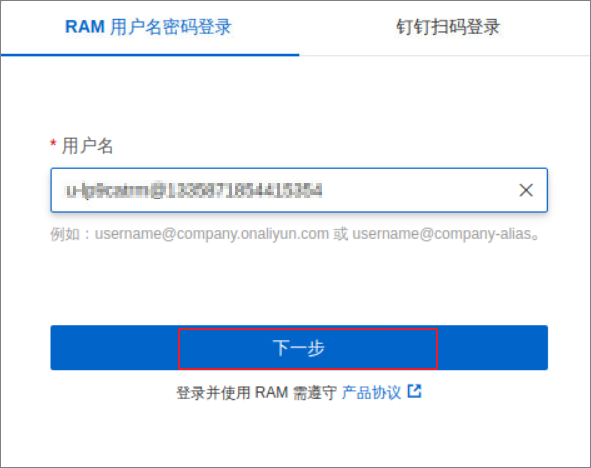 RAM 用户名密码登录
钉钉扫码登录
* 用户名
例如：username@company.onaliyun.com 或 username@company-alias。
下一步
登录并使用 RAM 需遵守 产品协议